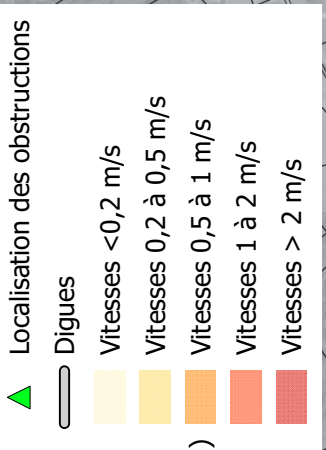 Localisation des obstructions
Digues
Vitesses <0,2 m/s
Vitesses 0,2 à 0,5 m/s
Vitesses 0,5 à 1 m/s
Vitesses 1 à 2 m/s
Vitesses > 2 m/s
)